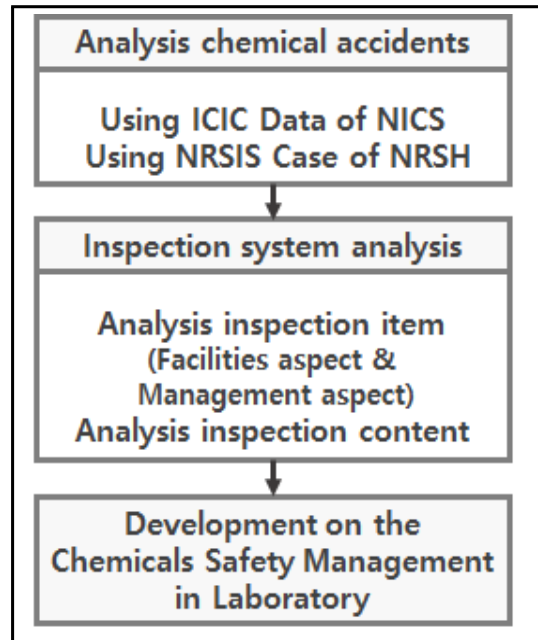 Analysis chemical accidents
Using ICIC Data of NICS
Using NRSIS Case of NRSH
Inspection system analysis
Analysis inspection item
(Facilities aspect &
Management aspect)
Analysis inspection content
Development on the
Chemicals Safety Management
in Laboratory